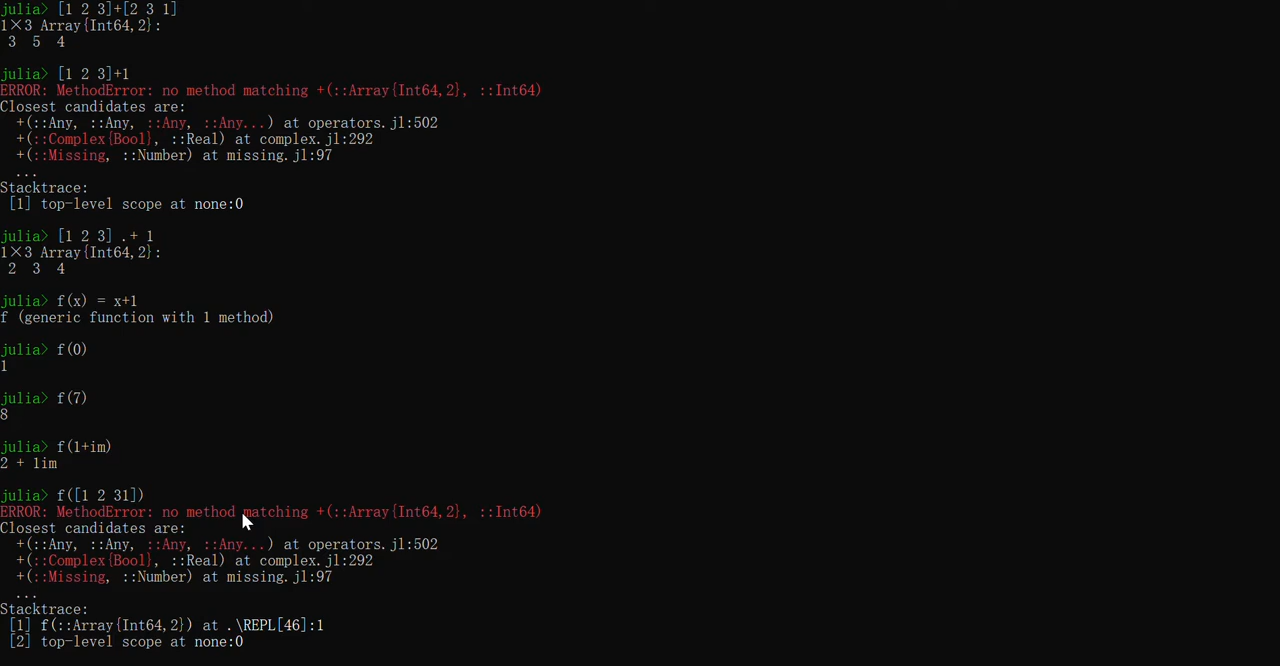 julia> [1 2 3]+[2 3 1]
1×3 Array{Int64,2}:
 3  5  4
julia> [1 2 3]+1
ERROR: MethodError: no method matching +(::Array{Int64,2}, ::Int64)
Closest candidates are:
  +(::Any, ::Any, ::Any, ::Any...) at operators.jl:502
  +(::Complex{Bool}, ::Real) at complex.jl:292
  +(::Missing, ::Number) at missing.jl:97
  ...
Stacktrace:
 [1] top-level scope at none:0
julia> [1 2 3] .+ 1
1×3 Array{Int64,2}:
 2  3  4
julia> f(x) = x+1
f (generic function with 1 method)
julia> f(0)
1
julia> f(7)
8
julia> f(1+im)
2 + 1im
julia> f([1 2 31])
ERROR: MethodError: no method matching +(::Array{Int64,2}, ::Int64)
Closest candidates are:
  +(::Any, ::Any, ::Any, ::Any...) at operators.jl:502
  +(::Complex{Bool}, ::Real) at complex.jl:292
  +(::Missing, ::Number) at missing.jl:97
  ...
Stacktrace:
 [1] f(::Array{Int64,2}) at .\REPL[46]:1
 [2] top-level scope at none:0